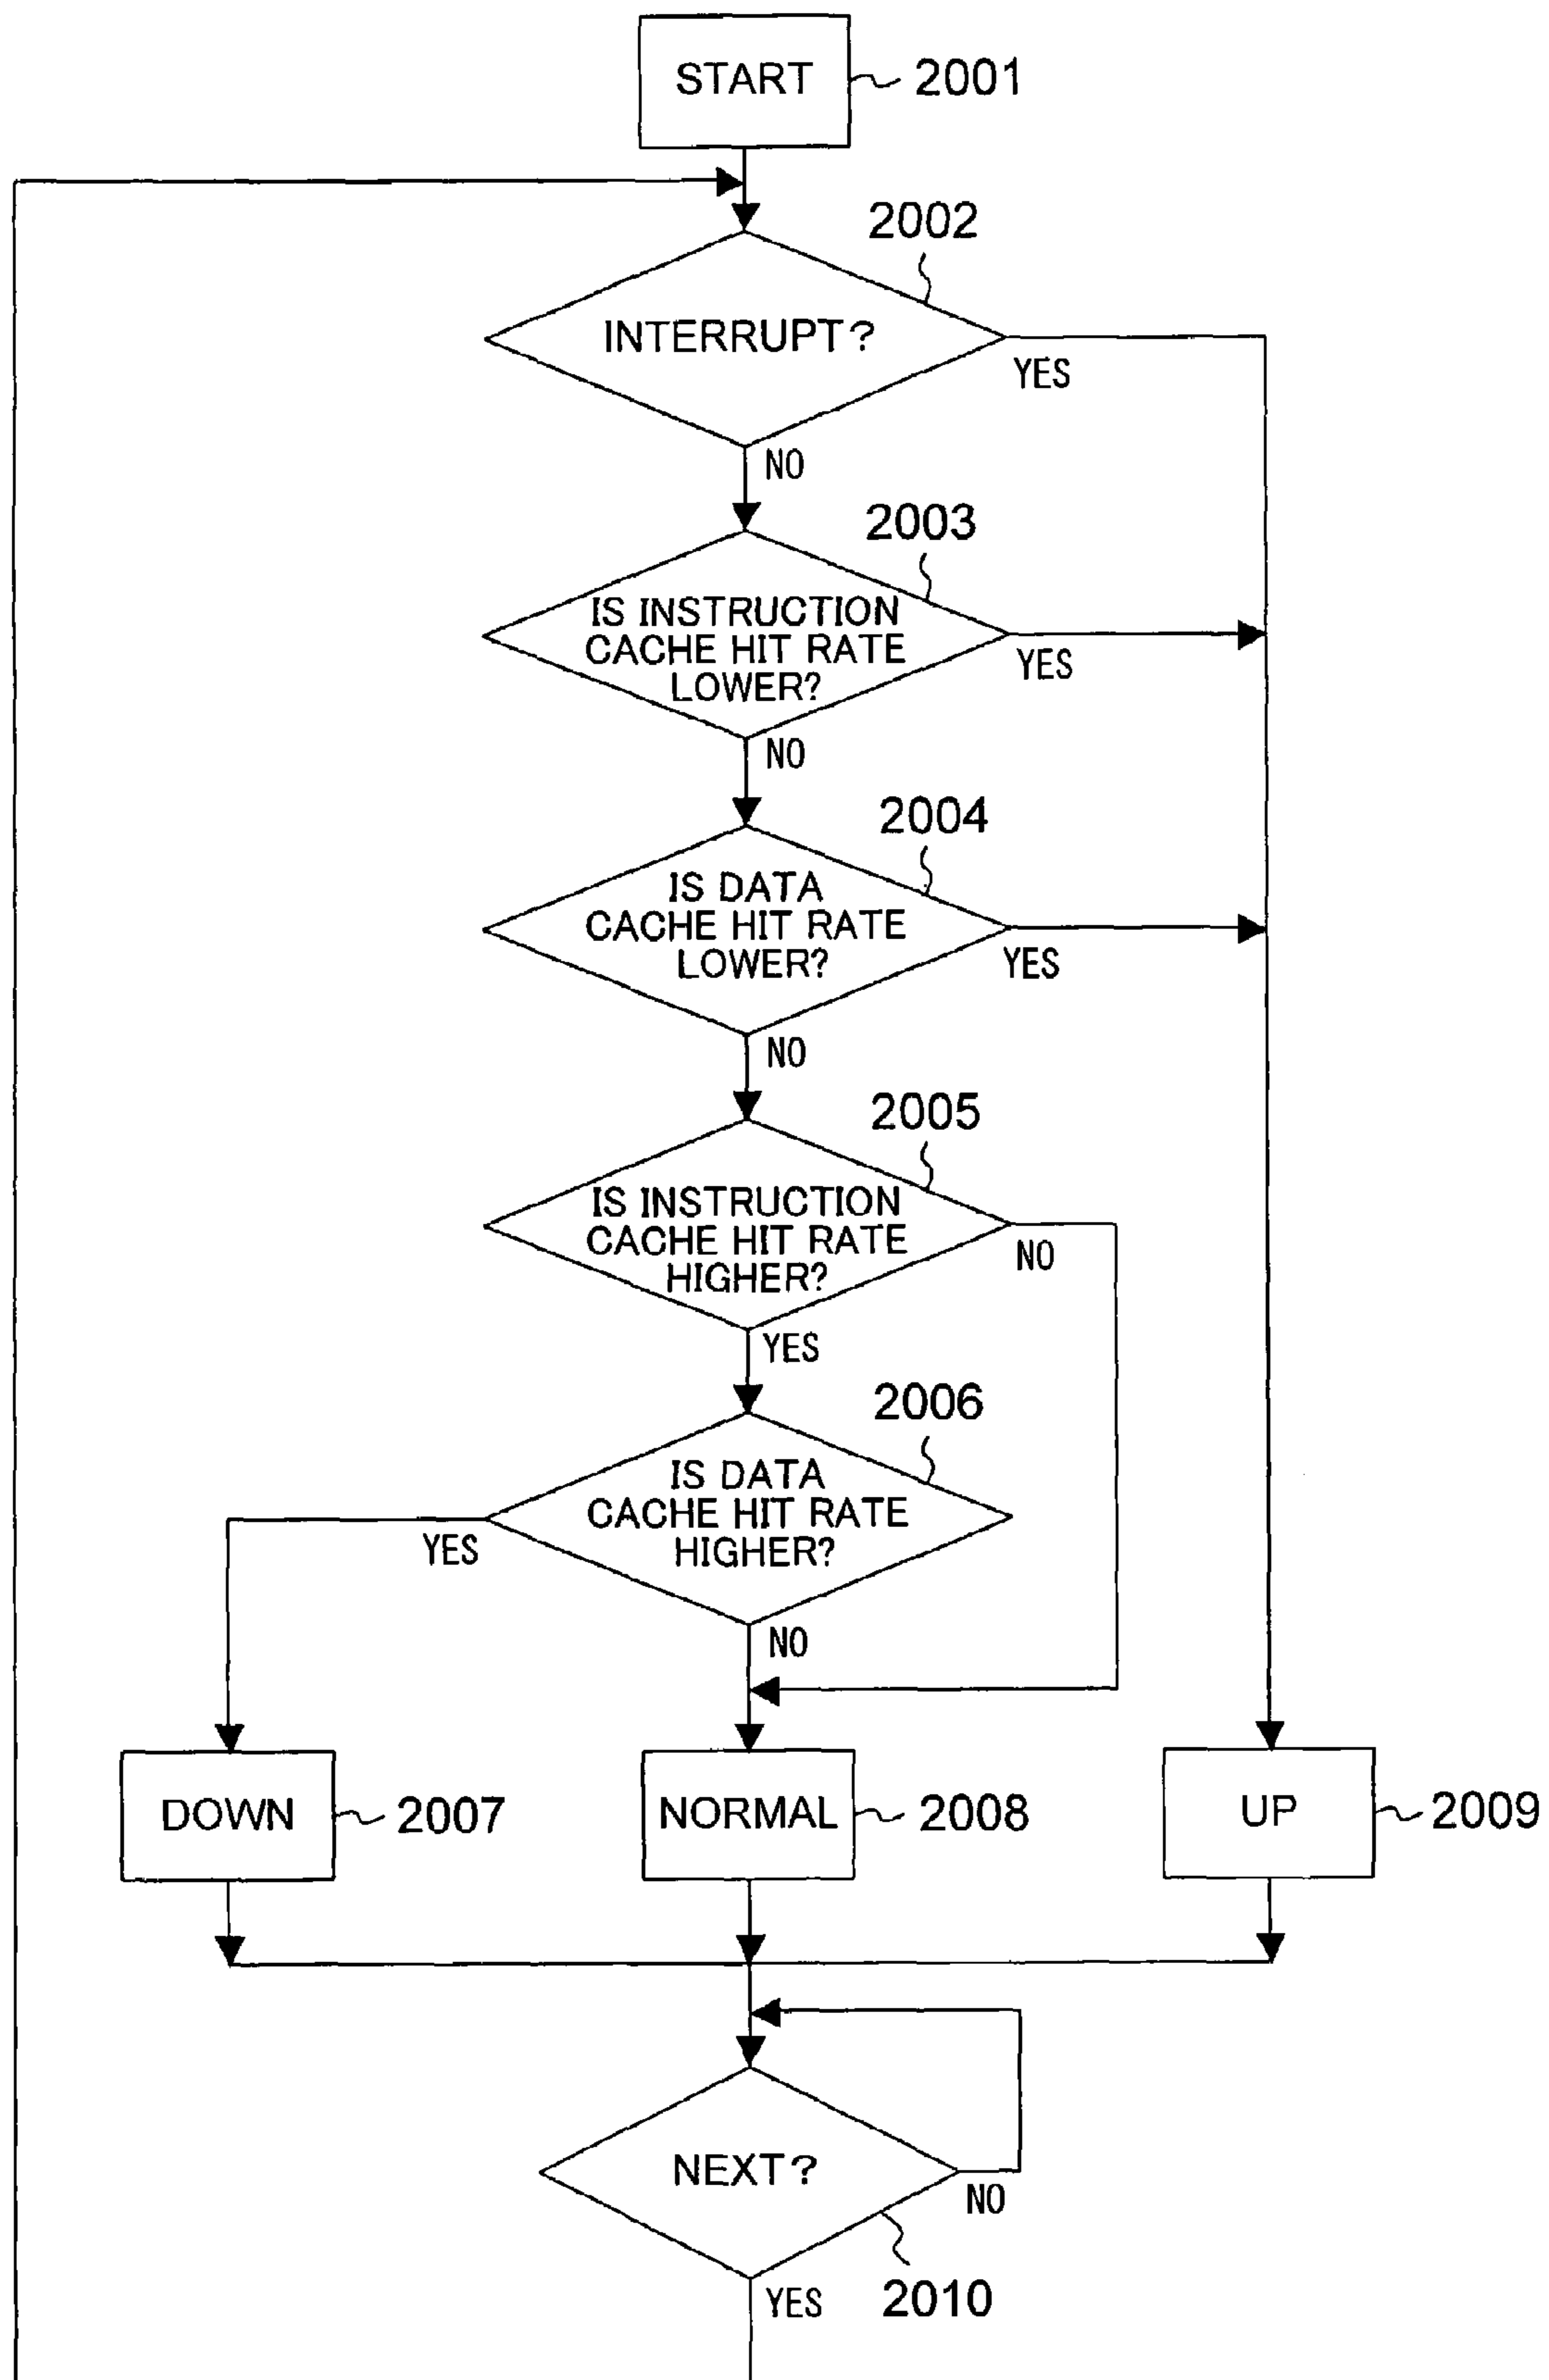 START
2001
2002
INTERRUPT?
YES
NO
2003
IS INSTRUCTION
CACHE HIT RATE
LOWER?
YES
NO
2004
IS DATA
CACHE HIT RATE
LOWER?
YES
NO
2005
IS INSTRUCTION
CACHE HIT RATE
HIGHER?
NO
YES
2006
IS DATA
CACHE HIT RATE
HIGHER?
YES
NO
DOWN
2007
NORMAL
2008
UP
2009
NEXT?
NO
YES
2010